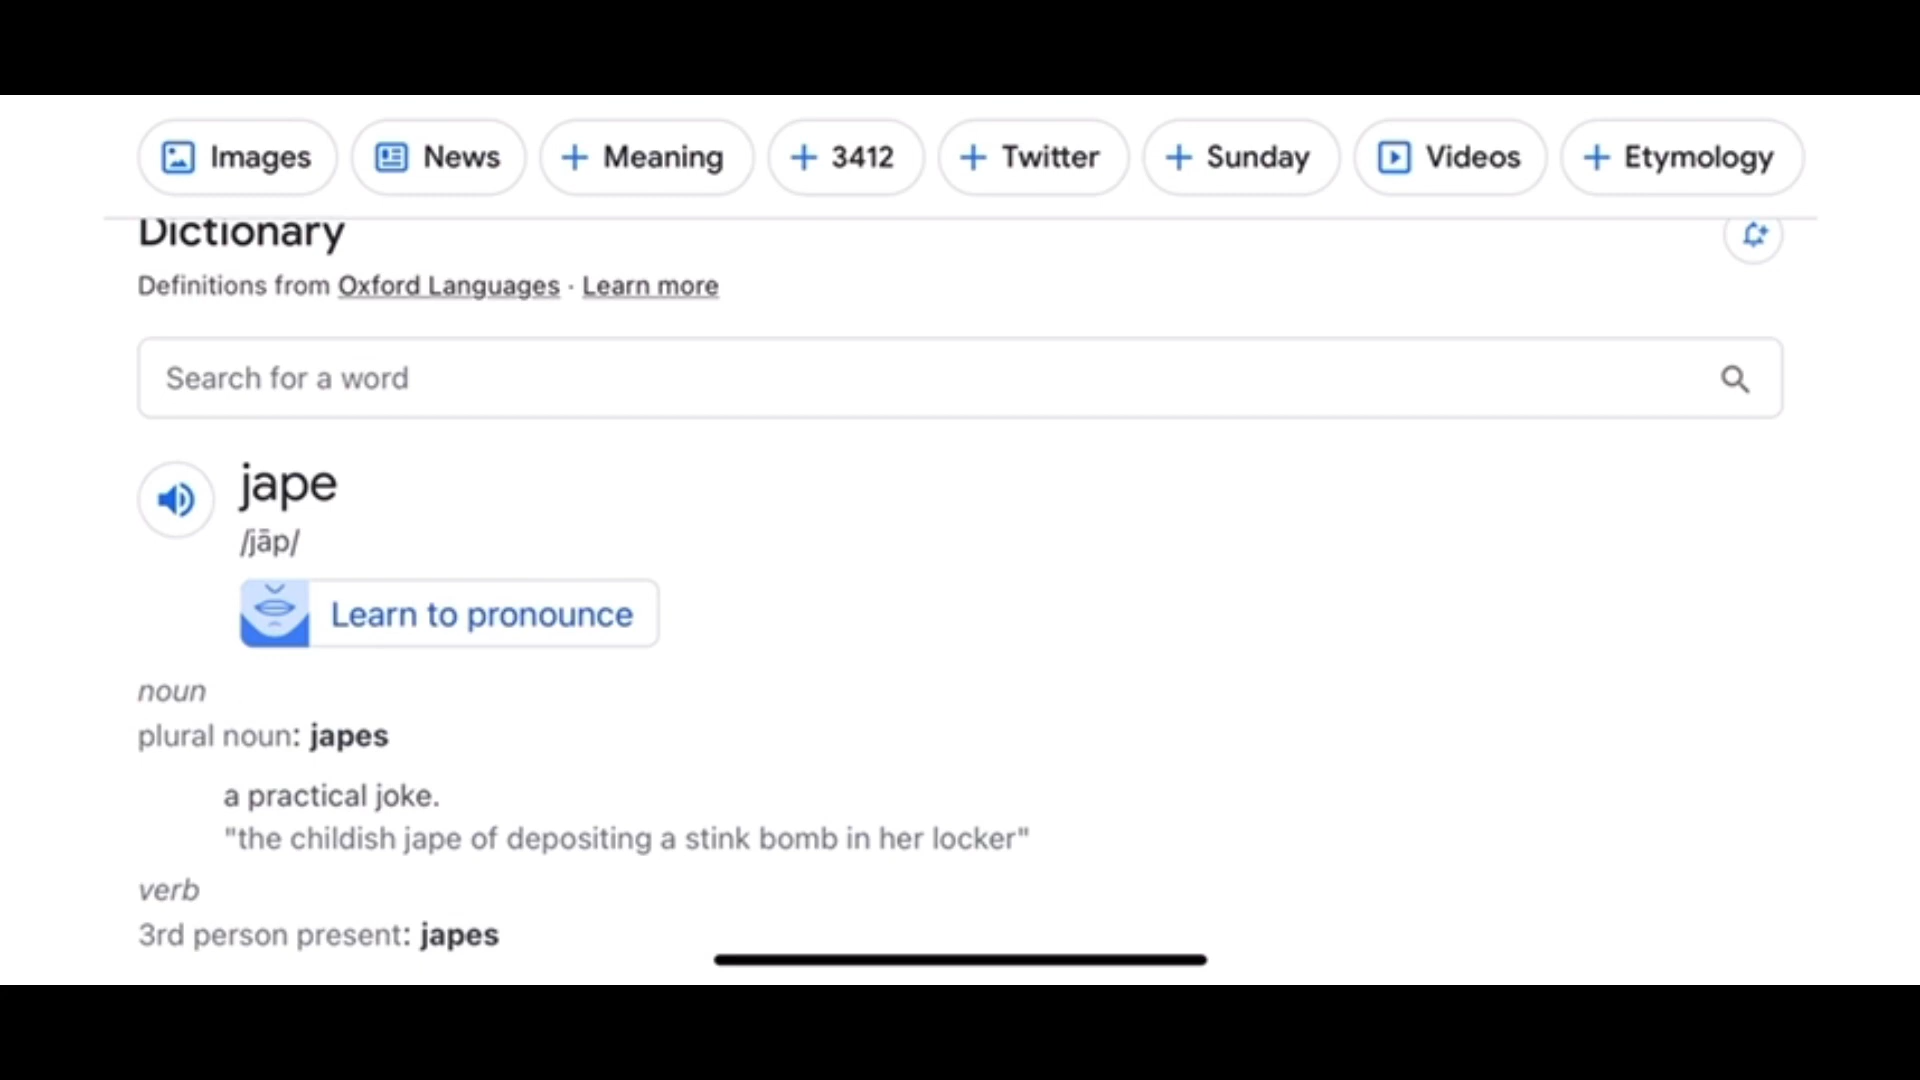 Images News + Meaning + 3412 + Twitter + Sunday Videos + Etymology
Dictionary
Definitions from Oxford Languages · Learn more
Search for a word
jape
/jāp/
Learn to pronounce
noun
plural noun: japes
a practical joke.
"the childish jape of depositing a stink bomb in her locker"
verb
3rd person present: japes